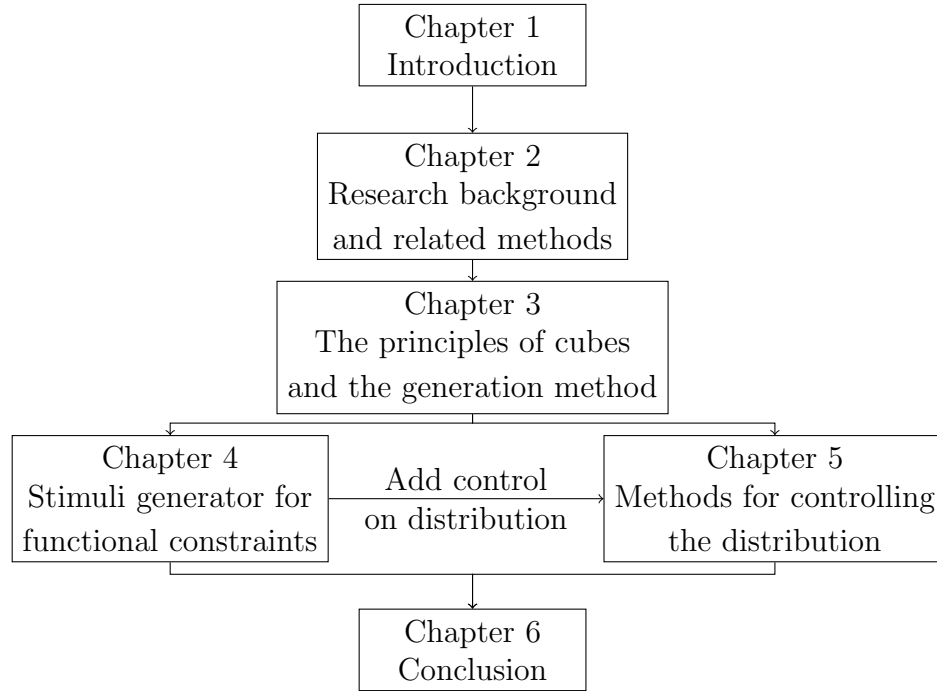 Chapter 1
Introduction
Chapter 2
Research background
and related methods
Chapter 3
The principles of cubes
and the generation method
Chapter 4
Stimuli generator for
functional constraints
Add control
on distribution
Chapter 5
Methods for controlling
the distribution
Chapter 6
Conclusion